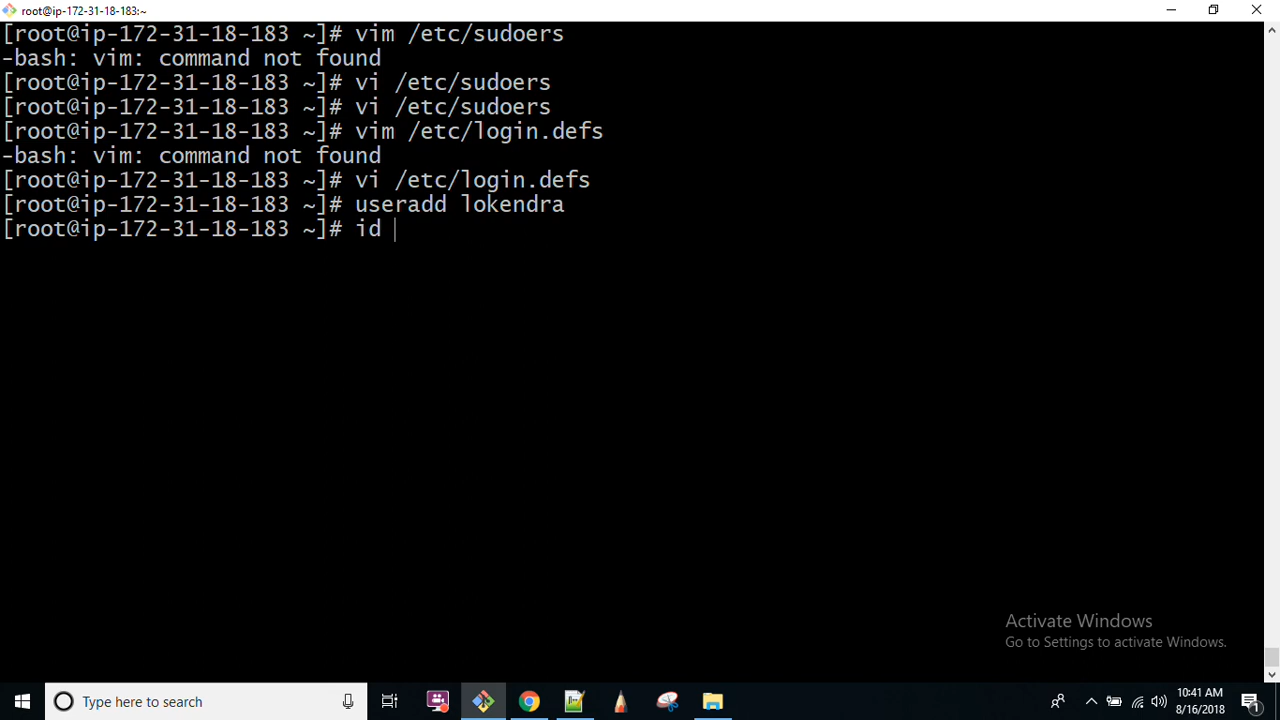 root@ip-172-31-18-183:~
[root@ip-172-31-18-183 ~]# vim /etc/sudoers
-bash: vim: command not found
[root@ip-172-31-18-183 ~]# vi /etc/sudoers
[root@ip-172-31-18-183 ~]# vi /etc/sudoers
[root@ip-172-31-18-183 ~]# vim /etc/login.defs
-bash: vim: command not found
[root@ip-172-31-18-183 ~]# vi /etc/login.defs
[root@ip-172-31-18-183 ~]# useradd lokendra
[root@ip-172-31-18-183 ~]# id
Activate Windows
Go to Settings to activate Windows.
Type here to search
10:41 AM
8/16/2018
1